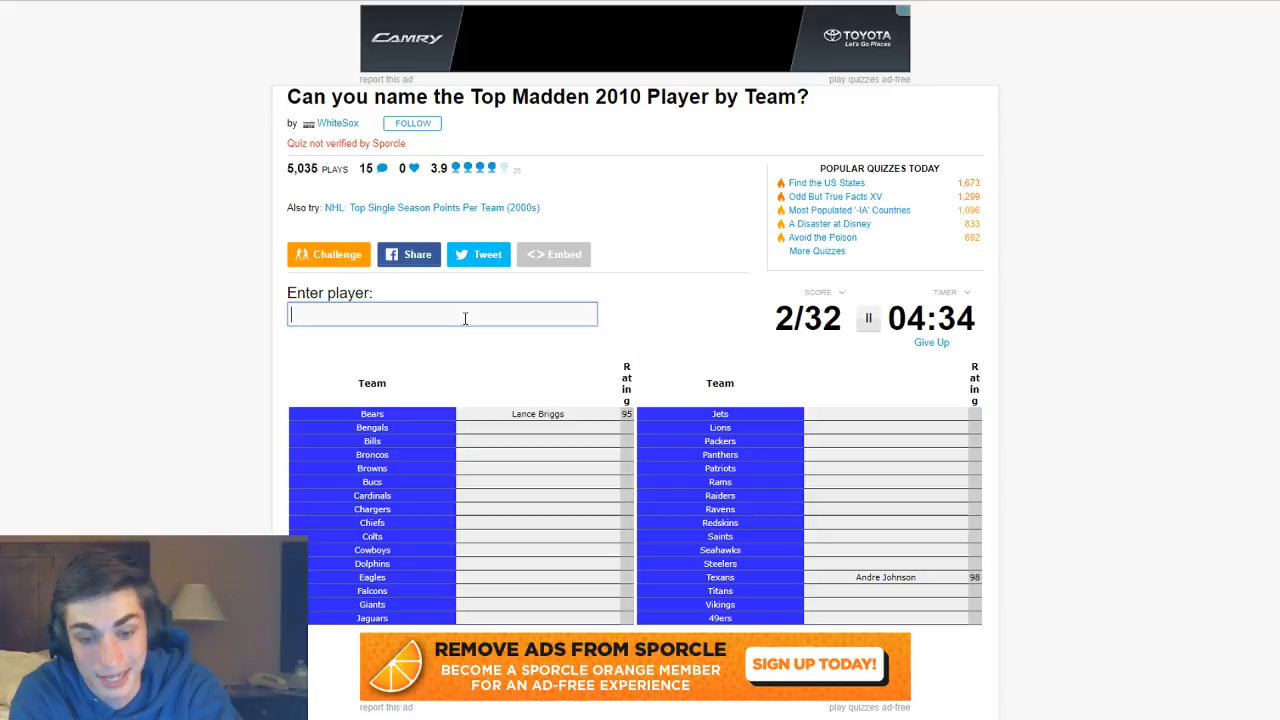 CAMRY
TOYOTA
Let's Go Places
report this ad
play quizzes ad-free
Can you name the Top Madden 2010 Player by Team?
by WhiteSox FOLLOW
Quiz not verified by Sporcle
5,035 PLAYS 15 0 3.9 25
Also try: NHL: Top Single Season Points Per Team (2000s)
POPULAR QUIZZES TODAY
Find the US States 1,673
Odd But True Facts XV 1,299
Most Populated '-IA' Countries 1,096
A Disaster at Disney 833
Avoid the Poison 692
More Quizzes
Challenge Share Tweet <> Embed
Enter player:
SCORE TIMER
2/32 04:34
Give Up
Team Rating Team Rating
Bears Lance Briggs 95 Jets
Bengals Lions
Bills Packers
Broncos Panthers
Browns Patriots
Bucs Rams
Cardinals Raiders
Chargers Ravens
Chiefs Redskins
Colts Saints
Cowboys Seahawks
Dolphins Steelers
Eagles Texans Andre Johnson 98
Falcons Titans
Giants Vikings
Jaguars 49ers
REMOVE ADS FROM SPORCLE
BECOME A SPORCLE ORANGE MEMBER
FOR AN AD-FREE EXPERIENCE
SIGN UP TODAY!
report this ad
play quizzes ad-free